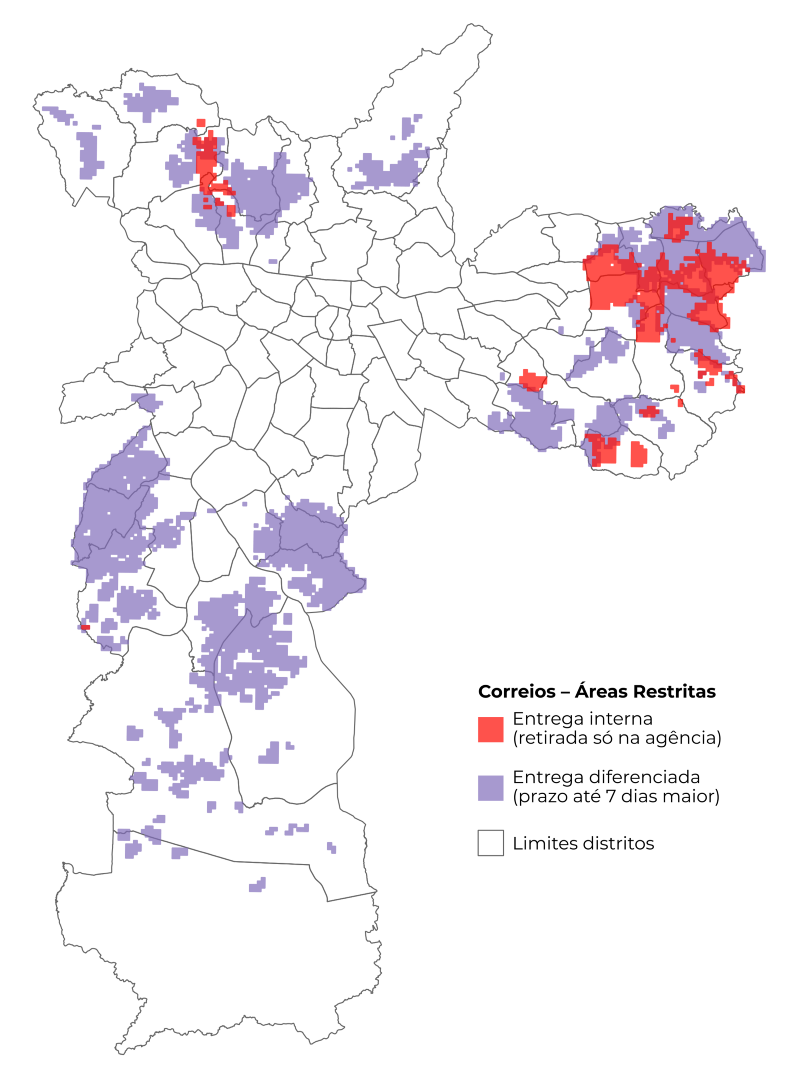 Correios – Áreas Restritas
Entrega interna
(retirada só na agência)
Entrega diferenciada
(prazo até 7 dias maior)
Limites distritos